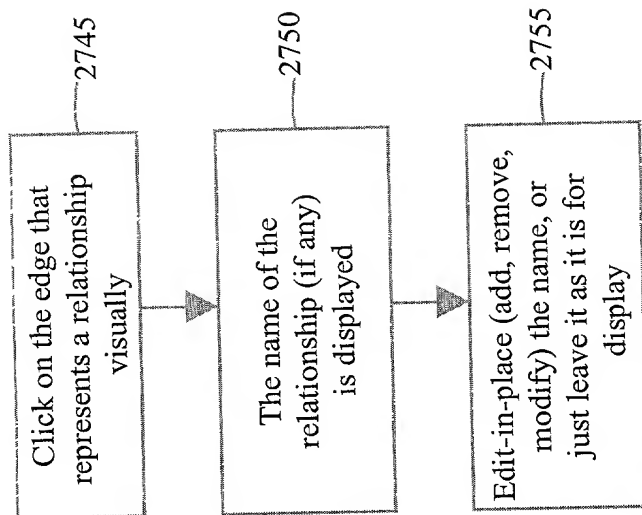 Click on the edge that
represents a relationship
visually
2745
The name of the
relationship (if any)
is displayed
2750
Edit-in-place (add, remove,
modify) the name, or
just leave it as it is for
display
2755